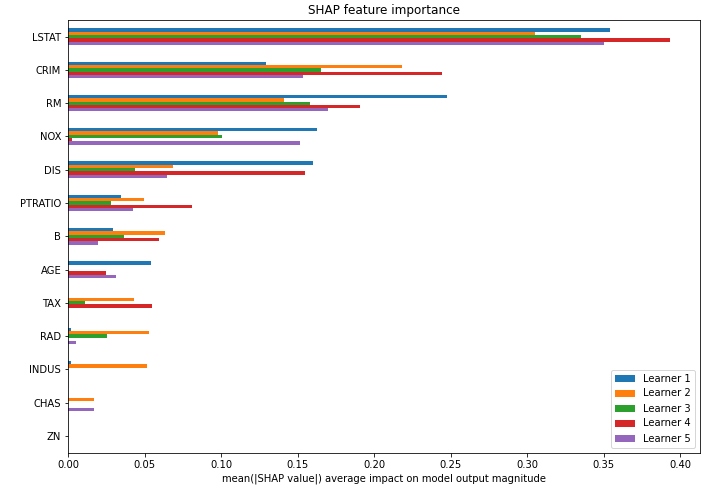 SHAP feature importance
LSTAT
CRIM
RM
NOX
DIS
PTRATIO
B
AGE
TAX
RAD
INDUS
CHAS
ZN
Learner 1
Learner 2
Learner 3
Learner 4
Learner 5
0.00 0.05 0.10 0.15 0.20 0.25 0.30 0.35 0.40
mean(|SHAP value|) average impact on model output magnitude